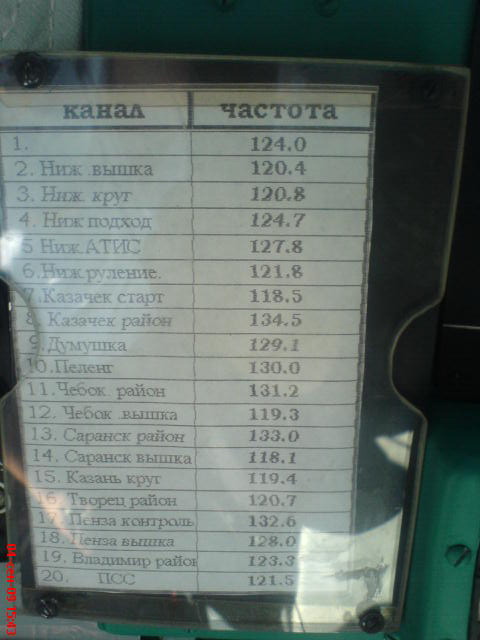 канал частота
1. 124.0
2. Ниж .вышка 120.4
3. Ниж. круг 120.8
4. Ниж подход 124.7
5 Ниж.АТИС 127.8
6.Ниж.руление. 121.8
7.Казачек старт 118.5
8. Казачек район 134.5
9.Думушка 129.1
10.Пеленг 130.0
11.Чебок. район 131.2
12. Чебок .вышка 119.3
13. Саранск район 133.0
14. Саранск вышка 118.1
15. Казань круг 119.4
16. Творец район 120.7
17. Пенза контроль 132.6
18. Пенза вышка 128.0
19. Владимир район 123.3
20. ПСС 121.5
04-сен-09 15:43